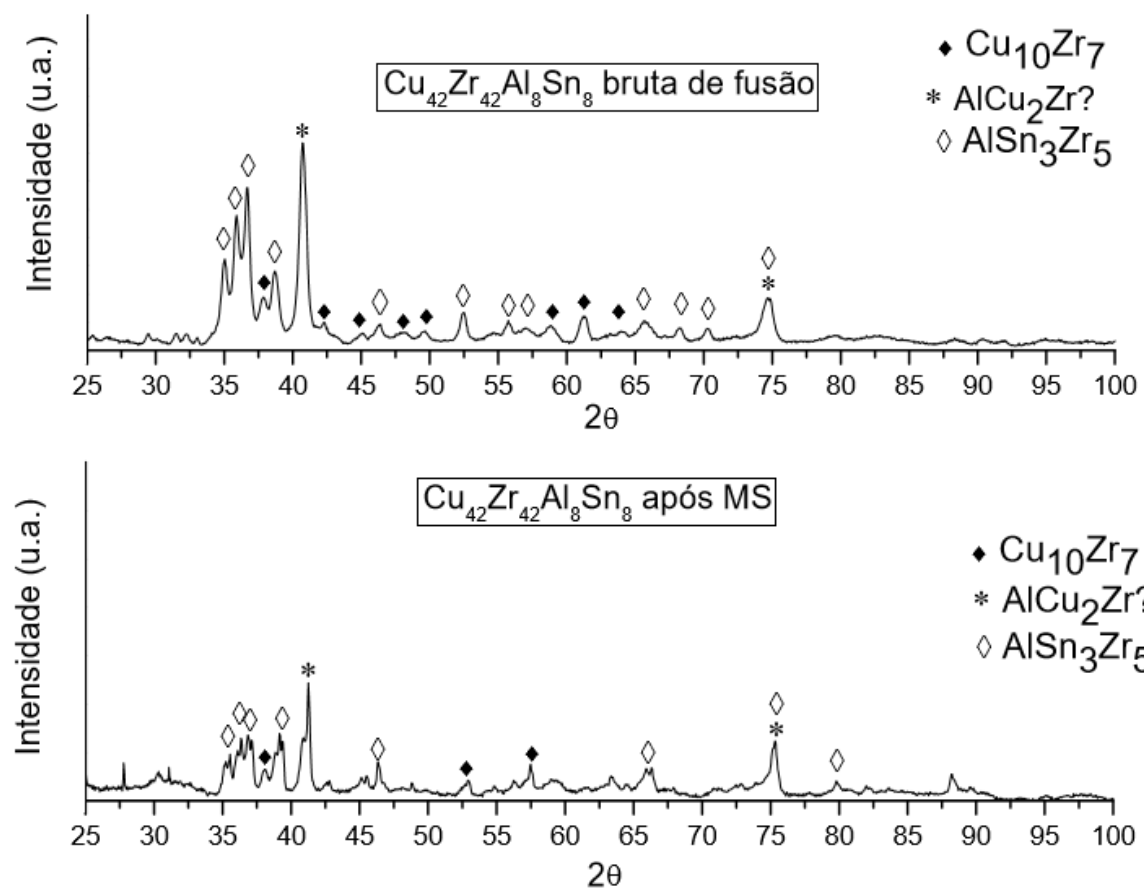 Intensidade (u.a.)
Cu42Zr42Al8Sn8 bruta de fusão
♦ Cu10Zr7
* AlCu2Zr?
◊ AlSn3Zr5
25 30 35 40 45 50 55 60 65 70 75 80 85 90 95 100
2θ
Intensidade (u.a.)
Cu42Zr42Al8Sn8 após MS
♦ Cu10Zr7
* AlCu2Zr?
◊ AlSn3Zr5
25 30 35 40 45 50 55 60 65 70 75 80 85 90 95 100
2θ